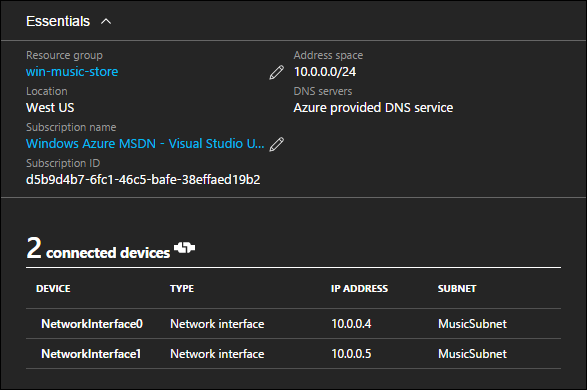 Essentials
Resource group
win-music-store
Address space
10.0.0.0/24
Location
West US
DNS servers
Azure provided DNS service
Subscription name
Windows Azure MSDN - Visual Studio U...
Subscription ID
d5b9d4b7-6fc1-46c5-bafe-38effaed19b2
2 connected devices
DEVICE TYPE IP ADDRESS SUBNET
NetworkInterface0 Network interface 10.0.0.4 MusicSubnet
NetworkInterface1 Network interface 10.0.0.5 MusicSubnet